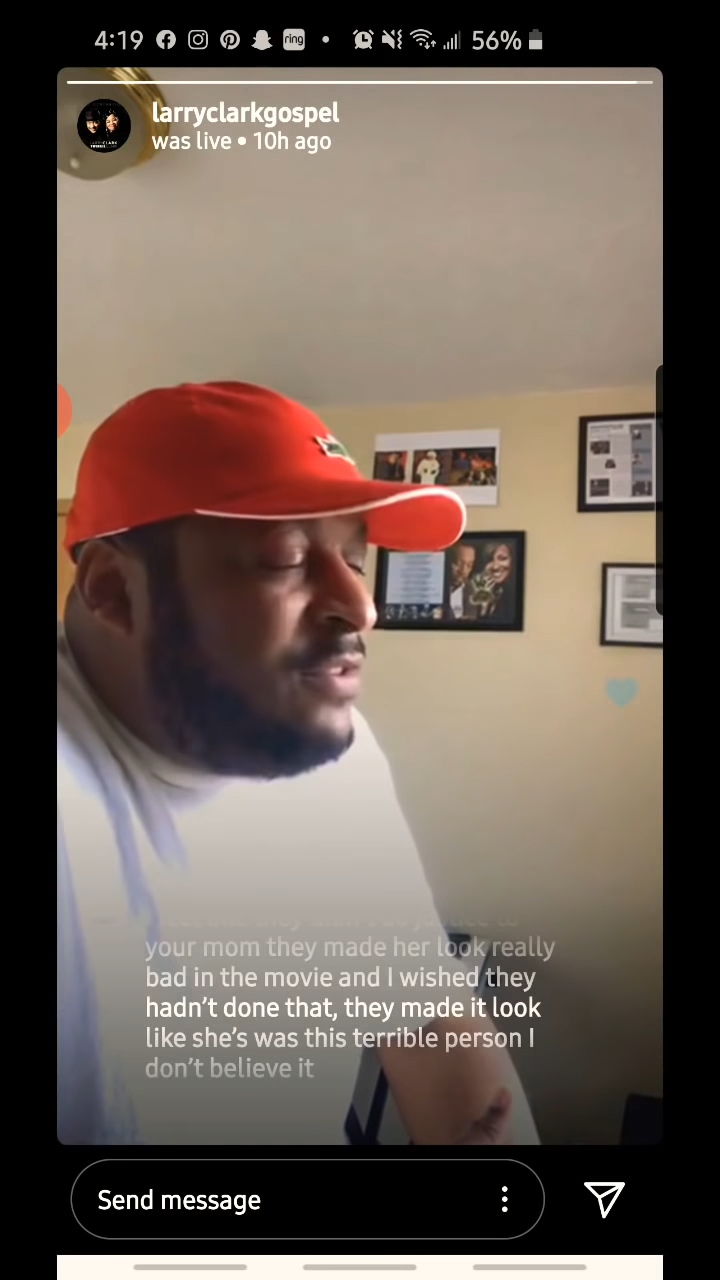 4:19
ring
56%
larryclarkgospel
was live • 10h ago
your mom they made her look really
bad in the movie and I wished they
hadn't done that, they made it look
like she's was this terrible person I
don't believe it
Send message